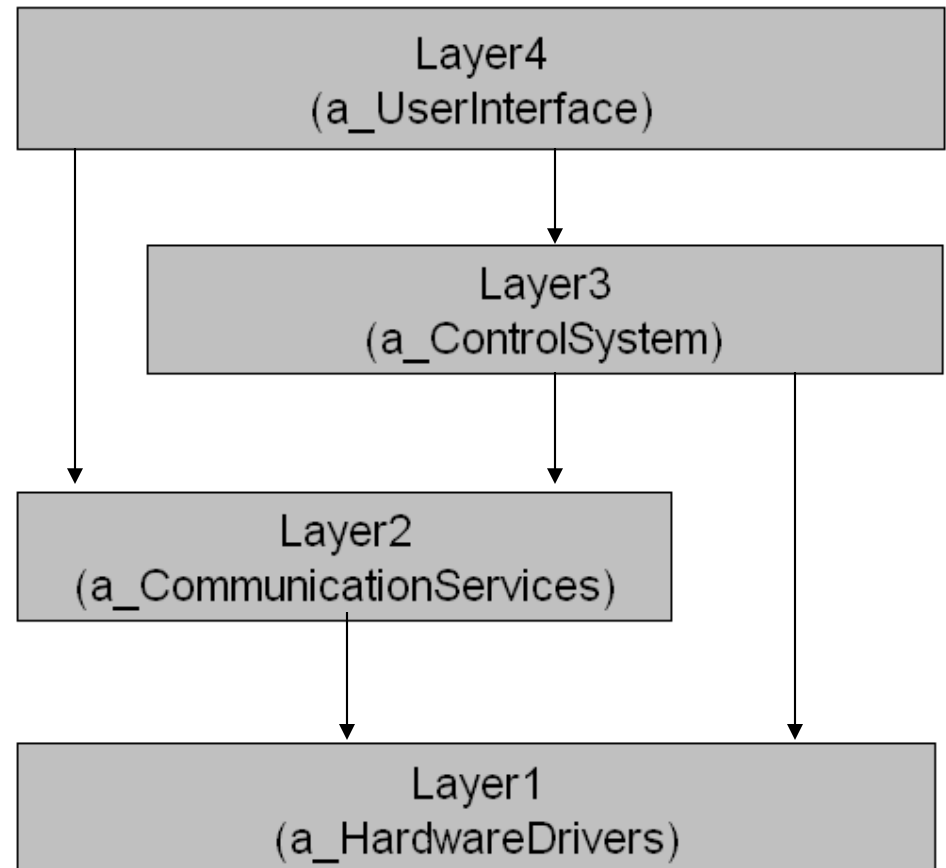 Layer4
(a_UserInterface)
Layer3
(a_ControlSystem)
Layer2
(a_CommunicationServices)
Layer1
(a_HardwareDrivers)